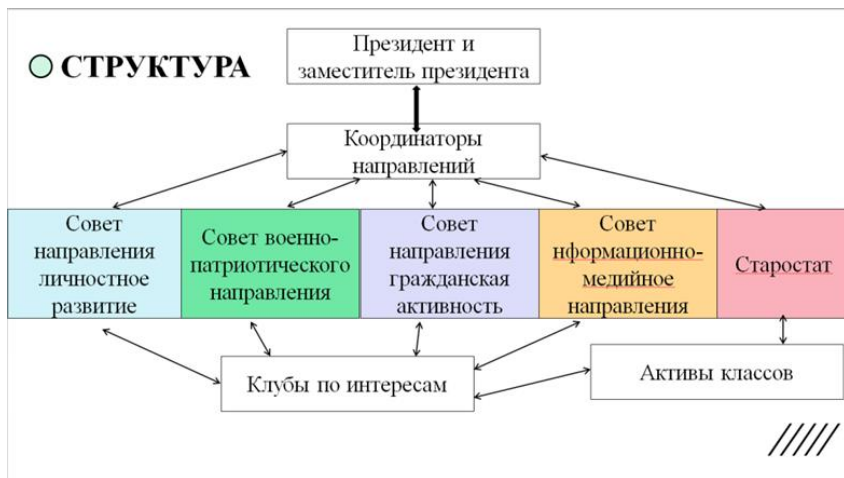 СТРУКТУРА
Президент и
заместитель президента
Координаторы
направлений
Совет
направления
личностное
развитие
Совет военно-
патриотического
направления
Совет
направления
гражданская
активность
Совет
нформационно-
медийное
направления
Старостат
Клубы по интересам
Активы классов